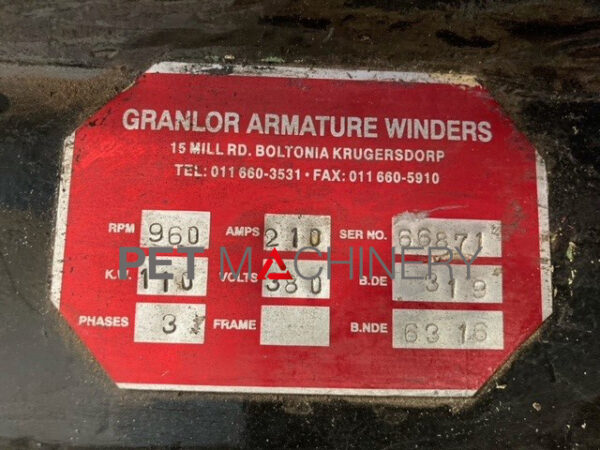 GRANLOR ARMATURE WINDERS
15 MILL RD. BOLTONIA KRUGERSDORP
TEL: 011 660-3531 • FAX: 011 660-5910
RPM 960 AMPS 210 SER NO. 66871
PET MACHINERY
K.W. 110 VOLTS 380 B.DE 319
PHASES 3 FRAME B.NDE 6316